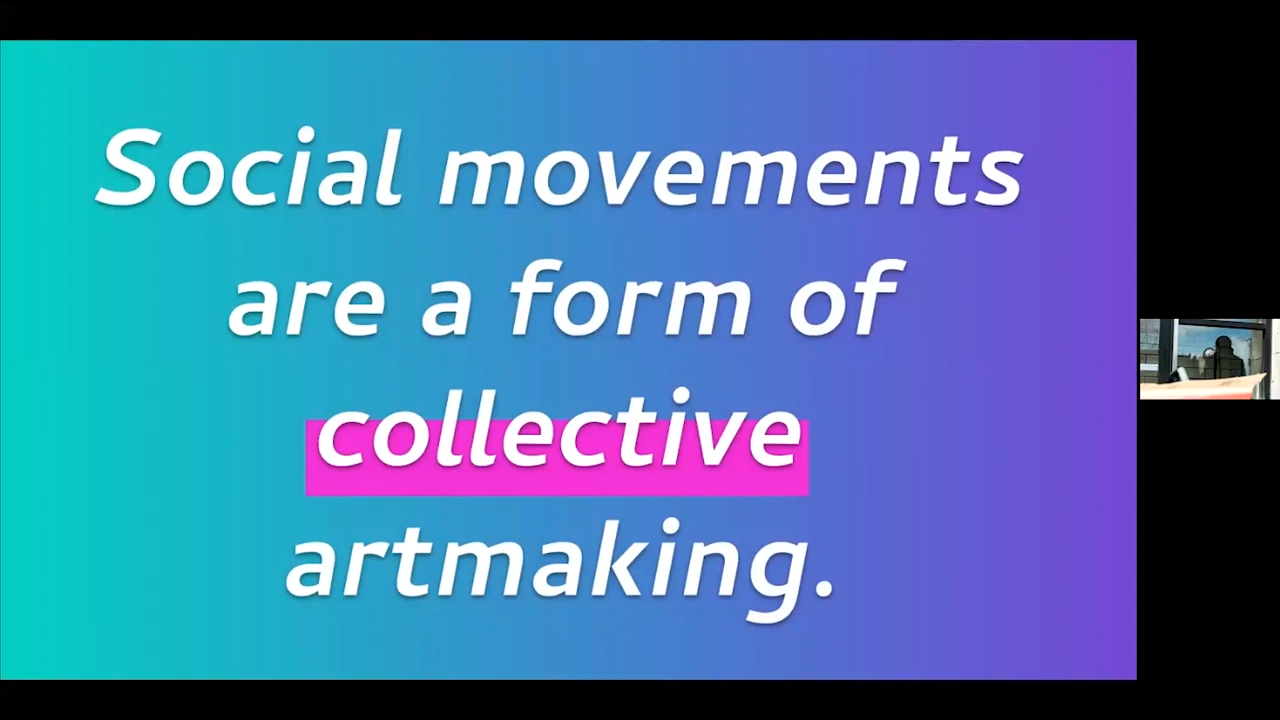 Social movements
are a form of
collective
artmaking.